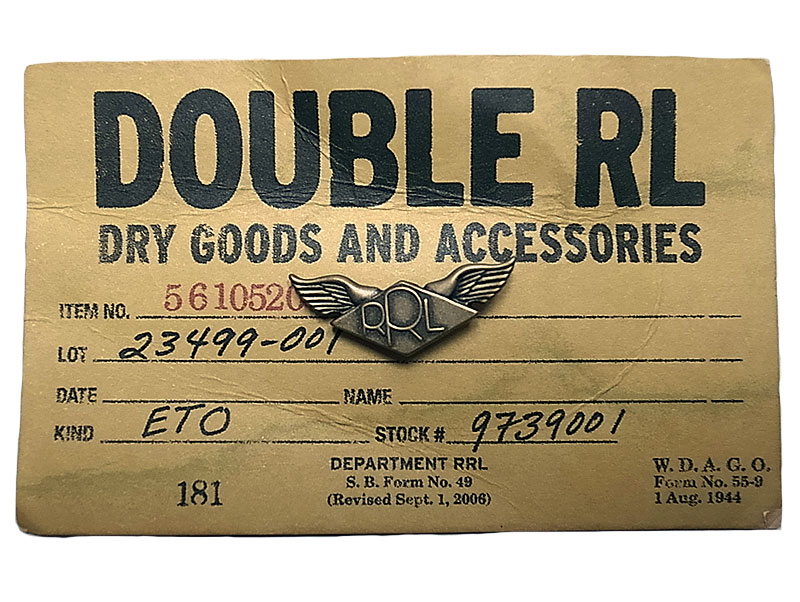 DOUBLE RL
DRY GOODS AND ACCESSORIES
ITEM NO. 5610520
RRL
LOT 23499-001
DATE NAME
KIND ETO STOCK # 9739001
181
DEPARTMENT RRL
S. B. Form No. 49
(Revised Sept. 1, 2006)
W. D. A. G. O.
Form No. 55-9
1 Aug. 1944